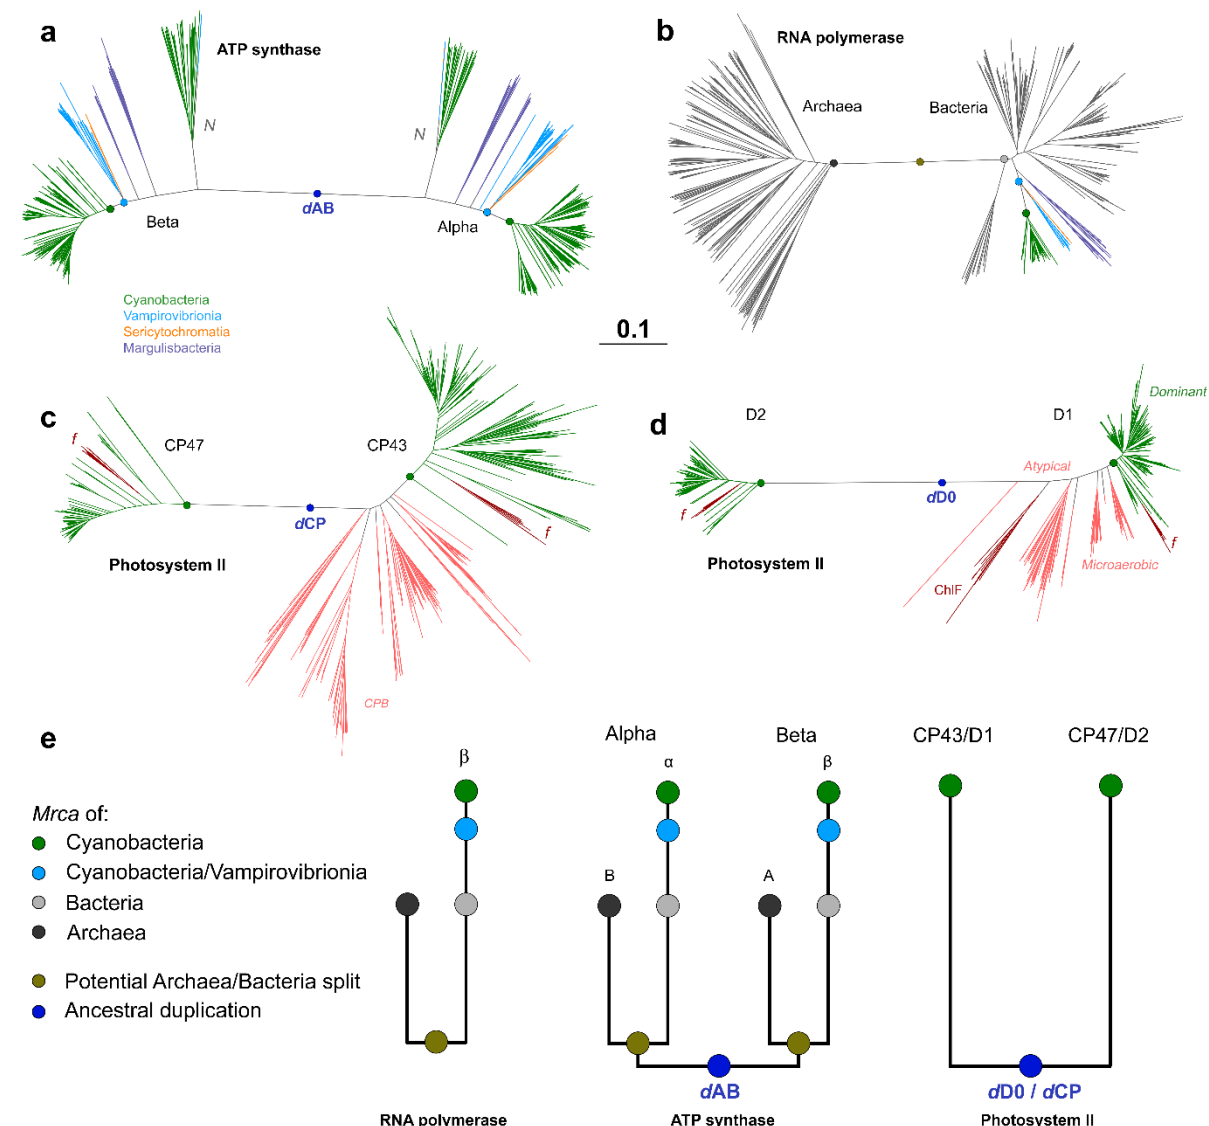 a
ATP synthase
N
N
Beta
dAB
Alpha
Cyanobacteria
Vampirovibrionia
Sericytochromatia
Margulisbacteria
b
RNA polymerase
Archaea
Bacteria
0.1
c
f
CP47
CP43
dCP
f
Photosystem II
CPB
d
D2
D1
Dominant
Atypical
dD0
f
f
Photosystem II
ChlF
Microaerobic
e
Mrca of:
Cyanobacteria
Cyanobacteria/Vampirovibrionia
Bacteria
Archaea
Potential Archaea/Bacteria split
Ancestral duplication
β
RNA polymerase
Alpha
Beta
α
β
B
A
dAB
ATP synthase
CP43/D1
CP47/D2
dD0 / dCP
Photosystem II